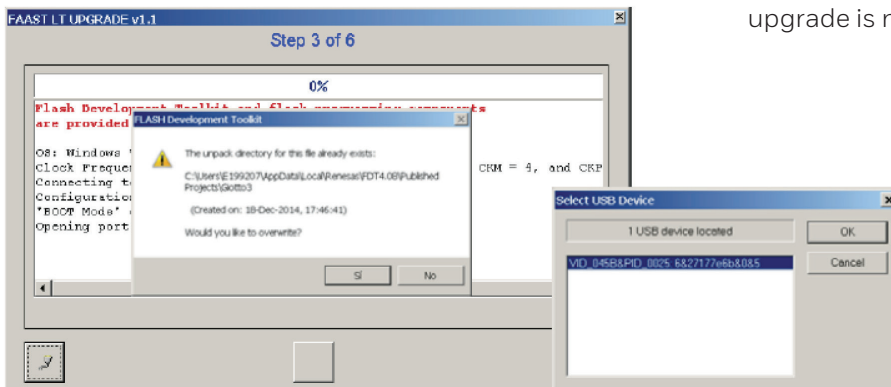 upgrade is
FAAST LT UPGRADE v1.1
Step 3 of 6
0%
Flash Development Toolkit and flash programming components
are provided
OS: Windows
Clock Freque
CKM = 4, and CKP
Connecting t
Configuratio
'BOOT Mode'
Opening port
FLASH Development Toolkit
The unpack directory for this file already exists:
C:\Users\E199207\AppData\Local\Renesas\FDT4.08\Published
Projects\Giotto3
(Created on: 18-Dec-2014, 17:46:41)
Would you like to overwrite?
Sí
No
Select USB Device
1 USB device located
VID_045B&PID_0025 6&27177e6b&0&5
OK
Cancel